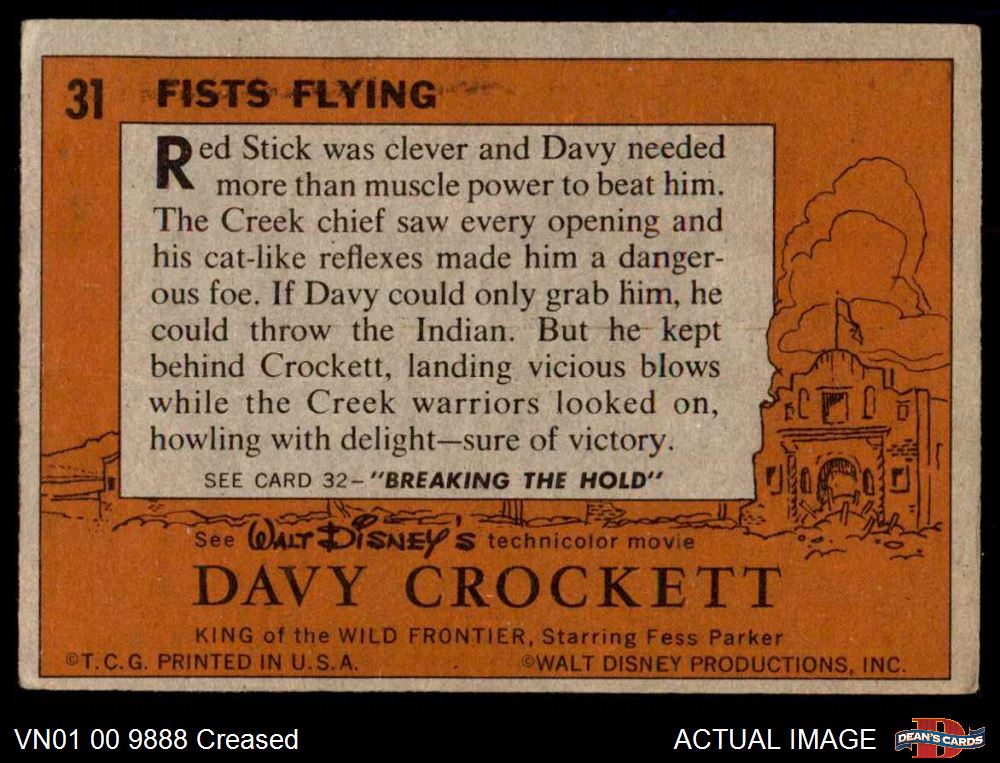 31 FISTS FLYING
Red Stick was clever and Davy needed
more than muscle power to beat him.
The Creek chief saw every opening and
his cat-like reflexes made him a danger-
ous foe. If Davy could only grab him, he
could throw the Indian. But he kept
behind Crockett, landing vicious blows
while the Creek warriors looked on,
howling with delight—sure of victory.
SEE CARD 32—"BREAKING THE HOLD"
See WALT DISNEY'S technicolor movie
DAVY CROCKETT
KING of the WILD FRONTIER, Starring Fess Parker
©T.C.G. PRINTED IN U.S.A. ©WALT DISNEY PRODUCTIONS, INC.
VN01 00 9888 Creased ACTUAL IMAGE D DEAN'S CARDS